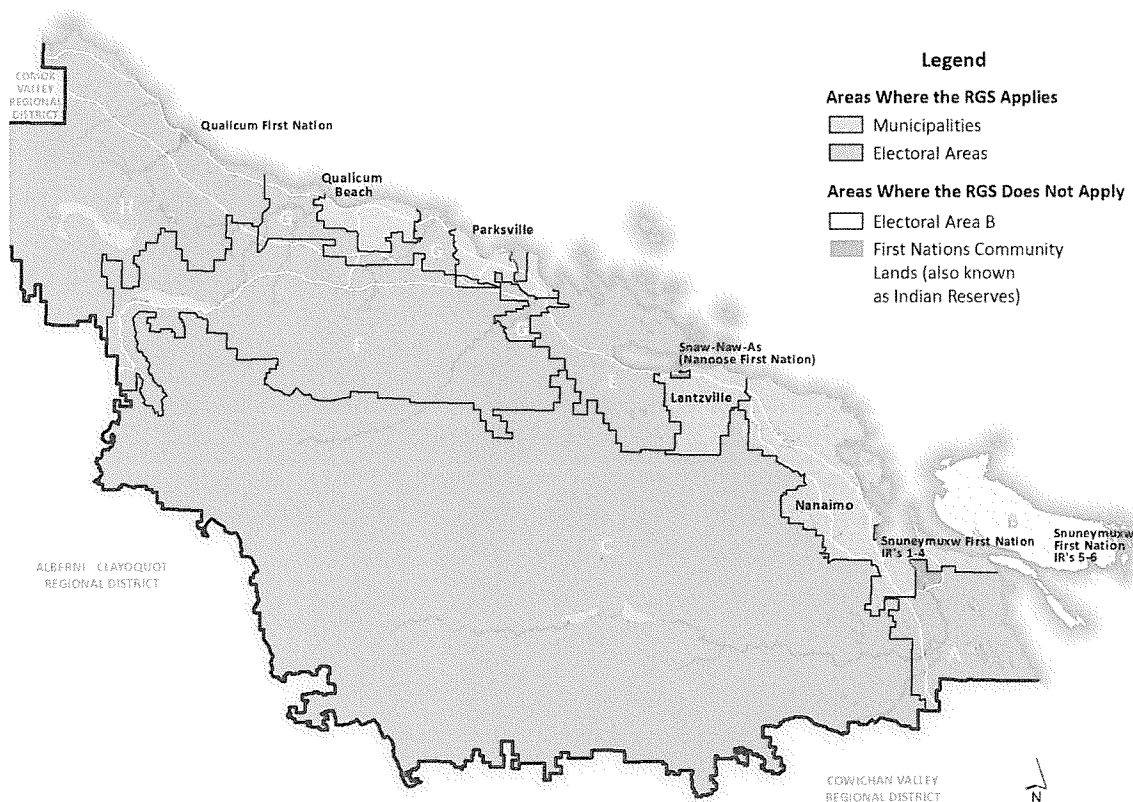 Legend
Areas Where the RGS Applies
Municipalities
Electoral Areas
Areas Where the RGS Does Not Apply
Electoral Area B
First Nations Community
Lands (also known
as Indian Reserves)
COMOX
VALLEY
REGIONAL
DISTRICT
Qualicum First Nation
Qualicum
Beach
Parksville
H
G
G
F
G
E
Snaw-Naw-As
(Nanoose First Nation)
Lantzville
Nanaimo
C
B
Snuneymuxw First Nation
IR's 1-4
Snuneymuxw
First Nation
IR's 5-6
A
ALBERNI - CLAYOQUOT
REGIONAL DISTRICT
COWICHAN VALLEY
REGIONAL DISTRICT
N